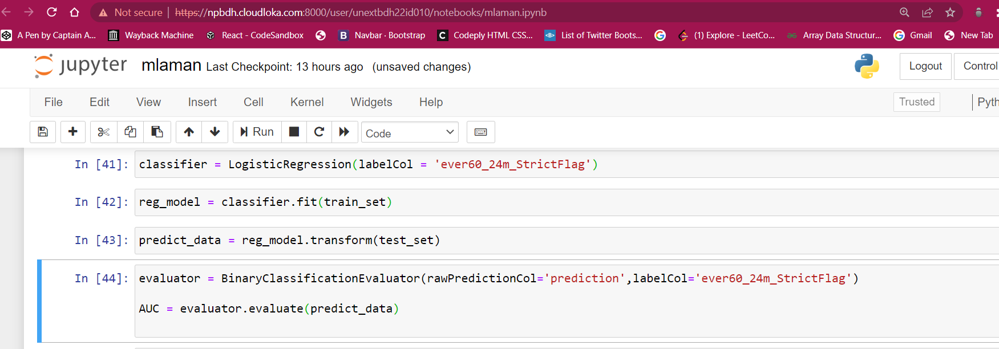 Not secure | https://npbdh.cloudloka.com:8000/user/unextbdh22id010/notebooks/mlaman.ipynb
A Pen by Captain A... Wayback Machine React - CodeSandbox B Navbar · Bootstrap C Codeply HTML CSS... <B> List of Twitter Boots... (1) Explore - LeetCo... Array Data Structur... Gmail New Tab
jupyter mlaman Last Checkpoint: 13 hours ago (unsaved changes) Logout Control
File Edit View Insert Cell Kernel Widgets Help Trusted Pyth
Run Code
In [41]: classifier = LogisticRegression(labelCol = 'ever60_24m_StrictFlag')
In [42]: reg_model = classifier.fit(train_set)
In [43]: predict_data = reg_model.transform(test_set)
In [44]: evaluator = BinaryClassificationEvaluator(rawPredictionCol='prediction',labelCol='ever60_24m_StrictFlag')
AUC = evaluator.evaluate(predict_data)